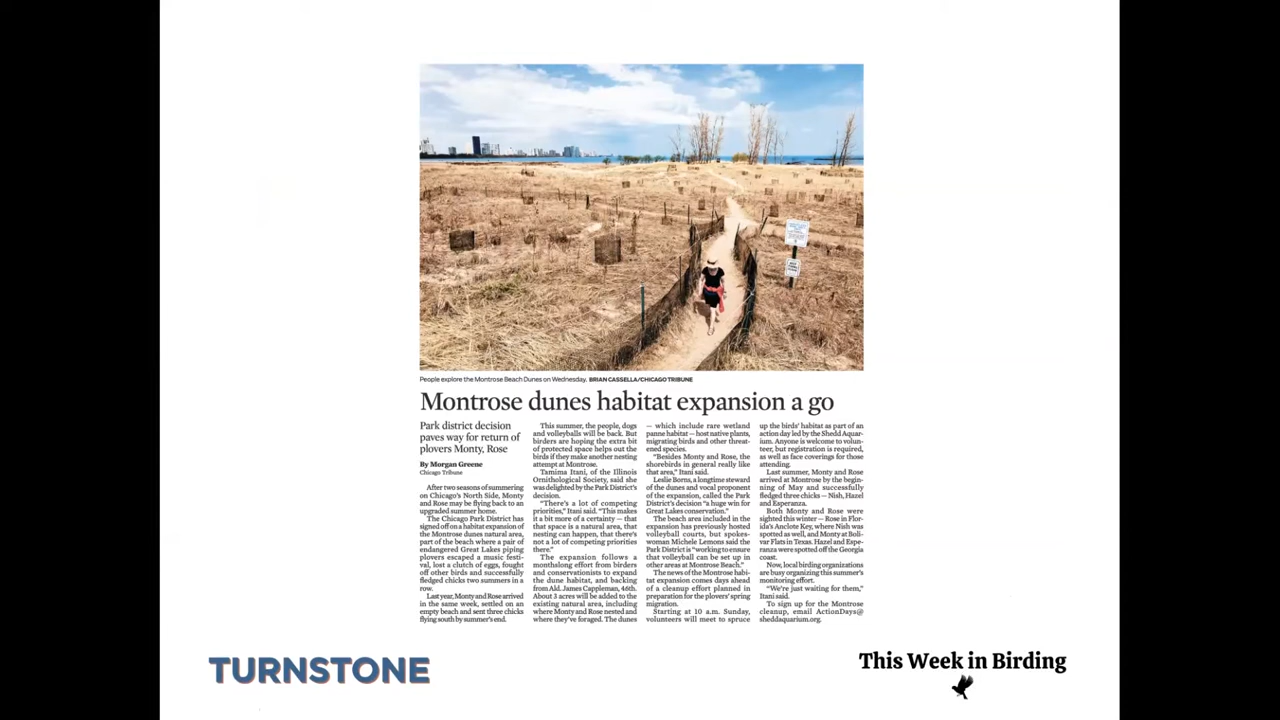 People explore the Montrose Beach Dunes on Wednesday. BRIAN CASSELLA/CHICAGO TRIBUNE
Montrose dunes habitat expansion a go
Park district decision
paves way for return of
plovers Monty, Rose
By Morgan Greene
Chicago Tribune
After two seasons of summering
on Chicago's North Side, Monty
and Rose may be flying back to an
upgraded summer home.
The Chicago Park District has
signed off on a habitat expansion of
the Montrose dunes natural area,
part of the beach where a pair of
endangered Great Lakes piping
plovers escaped a music festi-
val, lost a clutch of eggs, fought
off other birds and successfully
fledged chicks two summers in a
row.
Last year, Monty and Rose arrived
in the same week, settled on an
empty beach and sent three chicks
flying south by summer's end.
This summer, the people, dogs
and volleyballs will be back. But
birders are hoping the extra bit
of protected space helps out the
birds if they make another nesting
attempt at Montrose.
Tamima Itani, of the Illinois
Ornithological Society, said she
was delighted by the Park District's
decision.
“There's a lot of competing
priorities,” Itani said. “This makes
it a bit more of a certainty — that
that space is a natural area, that
nesting can happen, that there's
not a lot of competing priorities
there.”
The expansion follows a
monthslong effort from birders
and conservationists to expand
the dune habitat, and backing
from Ald. James Cappleman, 46th.
About 3 acres will be added to the
existing natural area, including
where Monty and Rose nested and
where they've foraged. The dunes
— which include rare wetland
panne habitat — host native plants,
migrating birds and other threat-
ened species.
“Besides Monty and Rose, the
shorebirds in general really like
that area,” Itani said.
Leslie Borns, a longtime steward
of the dunes and vocal proponent
of the expansion, called the Park
District's decision “a huge win for
Great Lakes conservation.”
The beach area included in the
expansion has previously hosted
volleyball courts, but spokes-
woman Michele Lemons said the
Park District is “working to ensure
that volleyball can be set up in
other areas at Montrose Beach.”
The news of the Montrose habi-
tat expansion comes days ahead
of a cleanup effort planned in
preparation for the plovers' spring
migration.
Starting at 10 a.m. Sunday,
volunteers will meet to spruce
up the birds' habitat as part of an
action day led by the Shedd Aquar-
ium. Anyone is welcome to volun-
teer, but registration is required,
as well as face coverings for those
attending.
Last summer, Monty and Rose
arrived at Montrose by the begin-
ning of May and successfully
fledged three chicks — Nish, Hazel
and Esperanza.
Both Monty and Rose were
sighted this winter — Rose in Flor-
ida's Anclote Key, where Nish was
spotted as well, and Monty at Boli-
var Flats in Texas. Hazel and Espe-
ranza were spotted off the Georgia
coast.
Now, local birding organizations
are busy organizing this summer's
monitoring effort.
“We're just waiting for them,”
Itani said.
To sign up for the Montrose
cleanup, email ActionDays@
sheddaquarium.org.
TURNSTONE
This Week in Birding